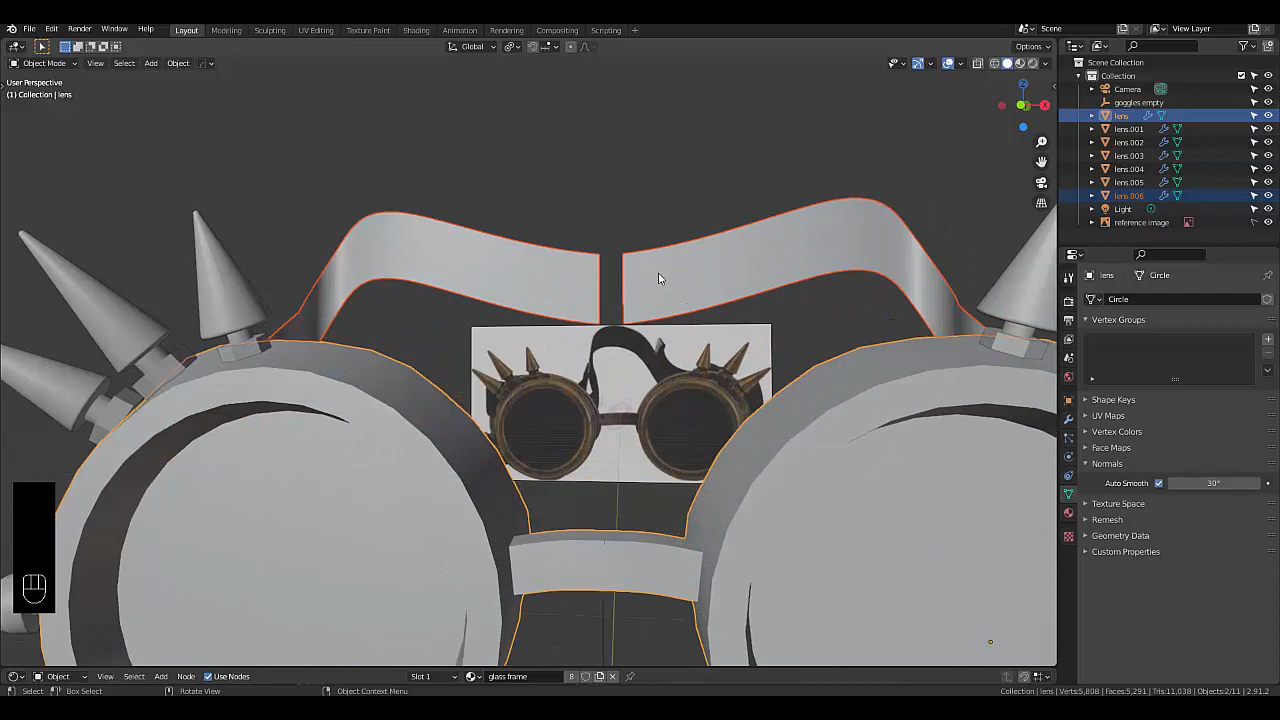 File Edit Render Window Help Layout Modeling Sculpting UV Editing Texture Paint Shading Animation Rendering Compositing Scripting Scene View Layer
Global Options
Object Mode View Select Add Object
User Perspective
(1) Collection | lens
Z
X
Scene Collection
Collection
Camera
goggles empty
lens
lens.001
lens.002
lens.003
lens.004
lens.005
lens.006
Light
reference image
lens Circle
Circle
Vertex Groups
Shape Keys
UV Maps
Vertex Colors
Face Maps
Normals
Auto Smooth 30°
Texture Space
Remesh
Geometry Data
Custom Properties
Object View Select Add Node Use Nodes Slot 1 glass frame 8
Select Box Select Rotate View Object Context Menu Collection | lens | Verts:5,808 | Faces:5,291 | Tris:11,038 | Objects:2/11 | 2.91.2